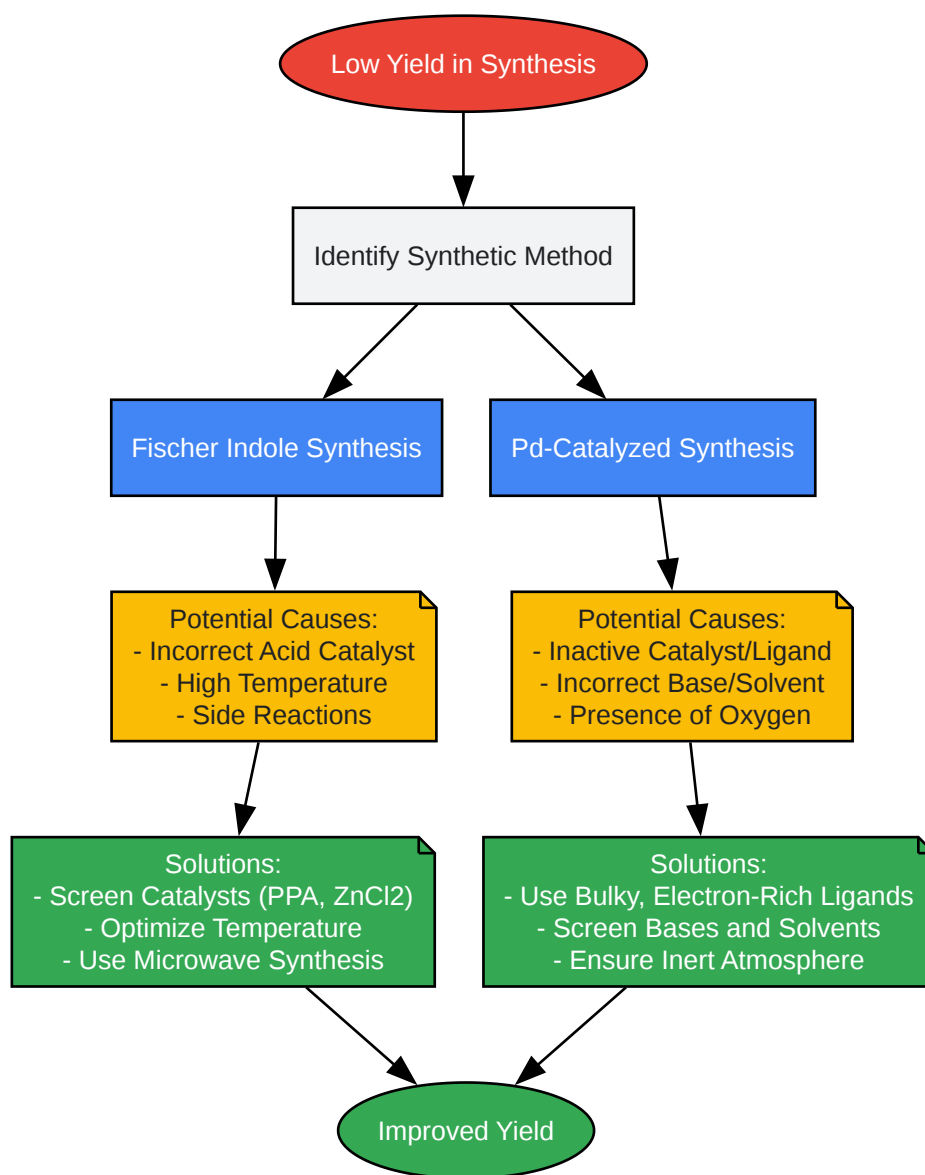 Low Yield in Synthesis
Identify Synthetic Method
Fischer Indole Synthesis
Pd-Catalyzed Synthesis
Potential Causes:
- Incorrect Acid Catalyst
- High Temperature
- Side Reactions
Potential Causes:
- Inactive Catalyst/Ligand
- Incorrect Base/Solvent
- Presence of Oxygen
Solutions:
- Screen Catalysts (PPA, ZnCl2)
- Optimize Temperature
- Use Microwave Synthesis
Solutions:
- Use Bulky, Electron-Rich Ligands
- Screen Bases and Solvents
- Ensure Inert Atmosphere
Improved Yield